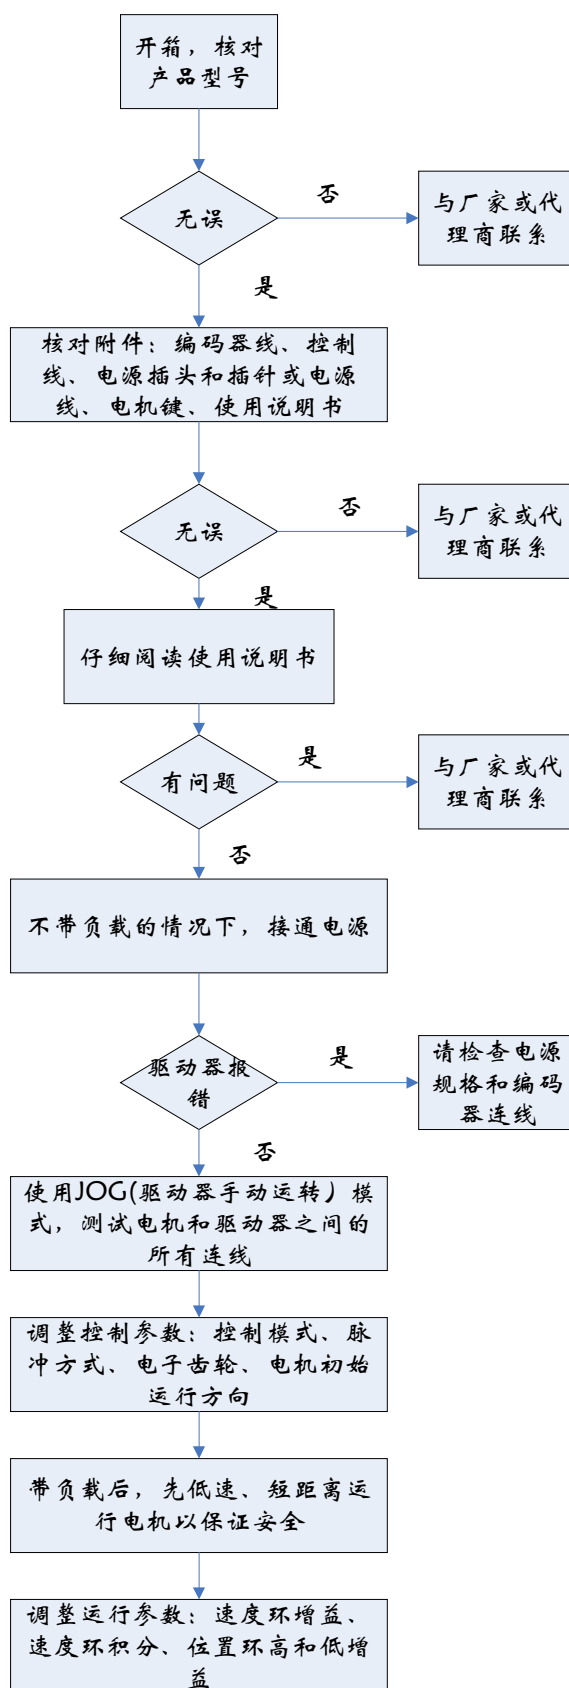 开箱，核对
产品型号
无误
否
与厂家或代
理商联系
是
核对附件：编码器线、控制
线、电源插头和插针或电源
线、电机键、使用说明书
无误
否
与厂家或代
理商联系
是
仔细阅读使用说明书
有问题
是
与厂家或代
理商联系
否
不带负载的情况下，接通电源
驱动器报
错
是
请检查电源
规格和编码
器连线
否
使用JOG(驱动器手动运转）模
式，测试电机和驱动器之间的
所有连线
调整控制参数：控制模式、脉
冲方式、电子齿轮、电机初始
运行方向
带负载后，先低速、短距离运
行电机以保证安全
调整运行参数：速度环增益、
速度环积分、位置环高和低增
益